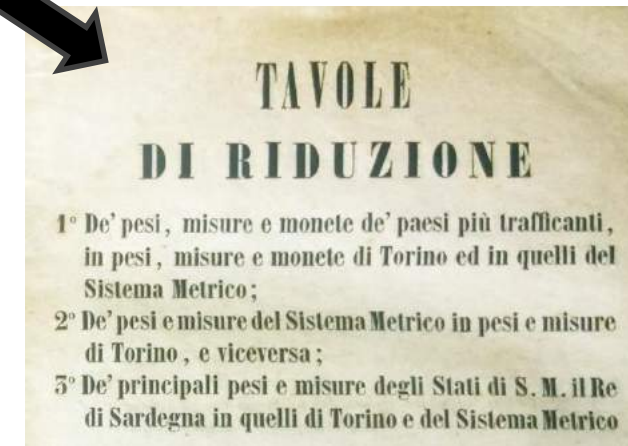 TAVOLE
DI RIDUZIONE
1° De' pesi, misure e monete de' paesi più trafficanti,
in pesi, misure e monete di Torino ed in quelli del
Sistema Metrico;
2° De' pesi e misure del Sistema Metrico in pesi e misure
di Torino, e viceversa;
3° De' principali pesi e misure degli Stati di S. M. il Re
di Sardegna in quelli di Torino e del Sistema Metrico